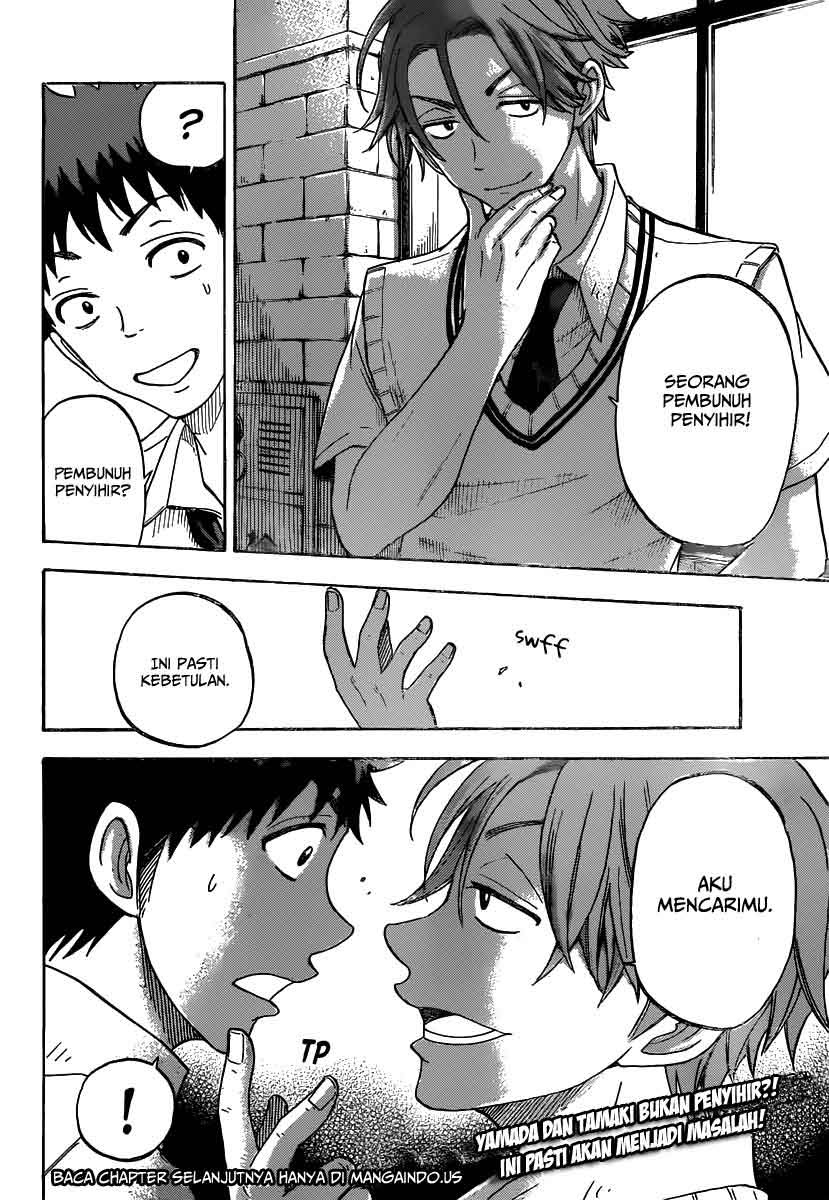 SEORANG
PEMBUNUH
PENYIHIR!
?
PEMBUNUH
PENYIHIR?
swff
INI PASTI
KEBETULAN.
AKU
MENCARIMU.
TP
!
YAMADA DAN TAMAKI BUKAN PENYIHIR?!
INI PASTI AKAN MENJADI MASALAH!
BACA CHAPTER SELANJUTNYA HANYA DI MANGAINDO.US